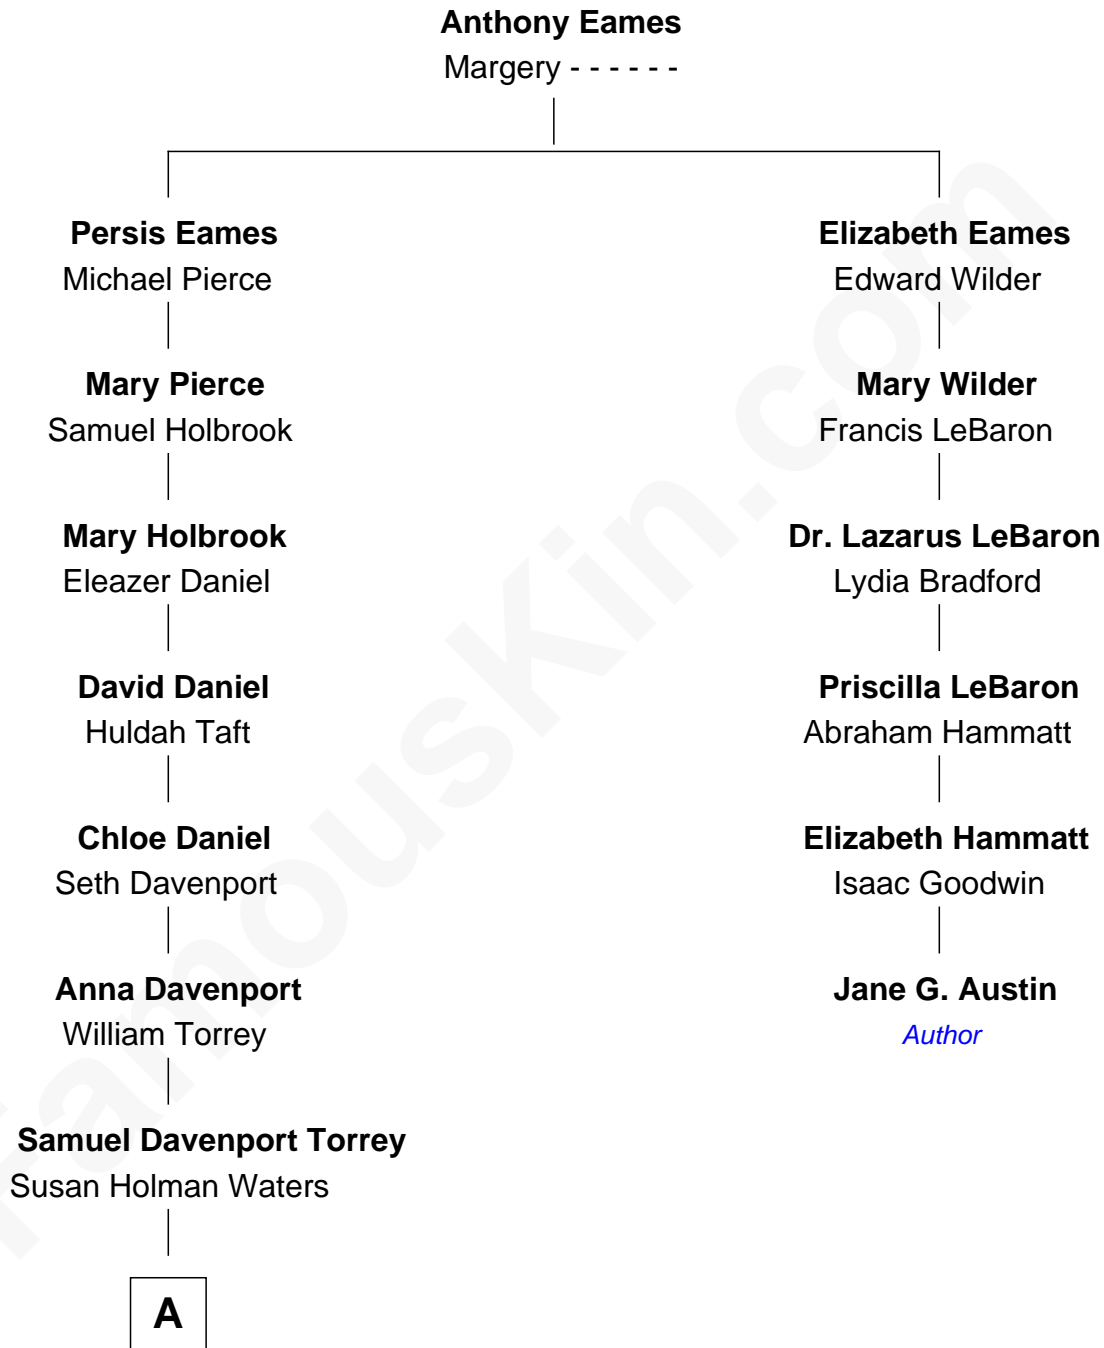 Anthony Eames
Margery - - - - - -
Persis Eames
Michael Pierce
Elizabeth Eames
Edward Wilder
Mary Pierce
Samuel Holbrook
Mary Wilder
Francis LeBaron
Mary Holbrook
Eleazer Daniel
Dr. Lazarus LeBaron
Lydia Bradford
David Daniel
Huldah Taft
Priscilla LeBaron
Abraham Hammatt
Chloe Daniel
Seth Davenport
Elizabeth Hammatt
Isaac Goodwin
Anna Davenport
William Torrey
Jane G. Austin
Author
Samuel Davenport Torrey
Susan Holman Waters
A
FamousKin.com